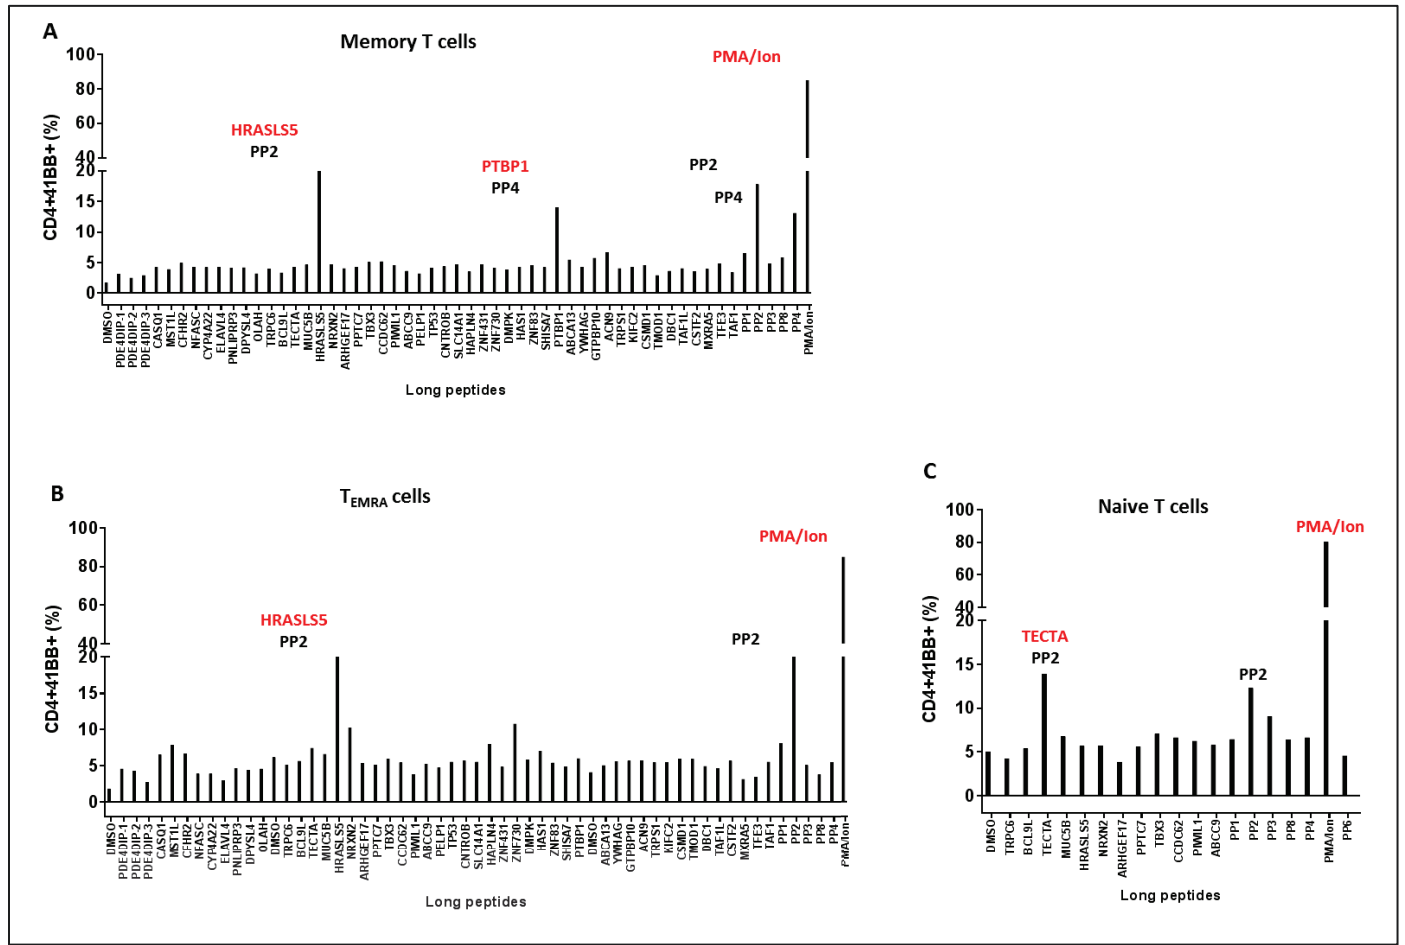 A
Memory T cells
PMA/Ion
HRASLS5
PP2
PTBP1
PP4
PP2
PP4
CD4+41BB+ (%)
100
80
60
40
20
15
10
5
0
DMSO
PDE4DIP-1
PDE4DIP-2
PDE4DIP-3
CASQ1
MST1L
CFHR2
NFASC
CYP4A22
ELAVL4
PNLIPRP3
DPYSL4
OLAH
TRPC6
BCL9L
TECTA
MUC5B
HRASLS5
NRXN2
ARHGEF17
PPTC7
TBX3
CCDC62
PIWIL1
ABCC9
PELP1
TP53
CNTROB
SLC14A1
HAPLN4
ZNF431
ZNF730
DMPK
HAS1
ZNF83
SHISA7
PTBP1
ABCA13
YWHAG
GTPBP10
ACN9
TRPS1
KIFC2
CSMD1
TMOD1
DBC1
TAF1L
CSTF2
MXRA5
TFE3
TAF1
PP1
PP2
PP3
PP8
PP4
PMA/Ion
Long peptides
B
TEMRA cells
PMA/Ion
HRASLS5
PP2
PP2
CD4+41BB+ (%)
100
80
60
40
20
10
5
0
DMSO
PDE4DIP-1
PDE4DIP-2
PDE4DIP-3
CASQ1
MST1L
CFHR2
NFASC
CYP4A22
ELAVL4
PNLIPRP3
DPYSL4
OLAH
DMSO
TRPC6
BCL9L
TECTA
MUC5B
HRASLS5
NRXN2
ARHGEF17
PPTC7
TBX3
CCDC62
PIWIL1
ABCC9
PELP1
TP53
CNTROB
SLC14A1
HAPLN4
ZNF431
ZNF730
DMPK
HAS1
ZNF83
SHISA7
PTBP1
DMSO
ABCA13
YWHAG
GTPBP10
ACN9
TRPS1
KIFC2
CSMD1
TMOD1
DBC1
TAF1L
CSTF2
MXRA5
TFE3
TAF1
PP1
PP2
PP3
PP8
PP4
PMA/Ion
Long peptides
C
Naive T cells
PMA/Ion
TECTA
PP2
PP2
CD4+41BB+ (%)
100
80
60
40
20
15
10
5
0
DMSO
TRPC6
BCL9L
TECTA
MUC5B
HRASLS5
NRXN2
ARHGEF17
PPTC7
TBX3
CCDC62
PIWIL1
ABCC9
PP1
PP2
PP3
PP8
PP4
PMA/Ion
PP6
Long peptides